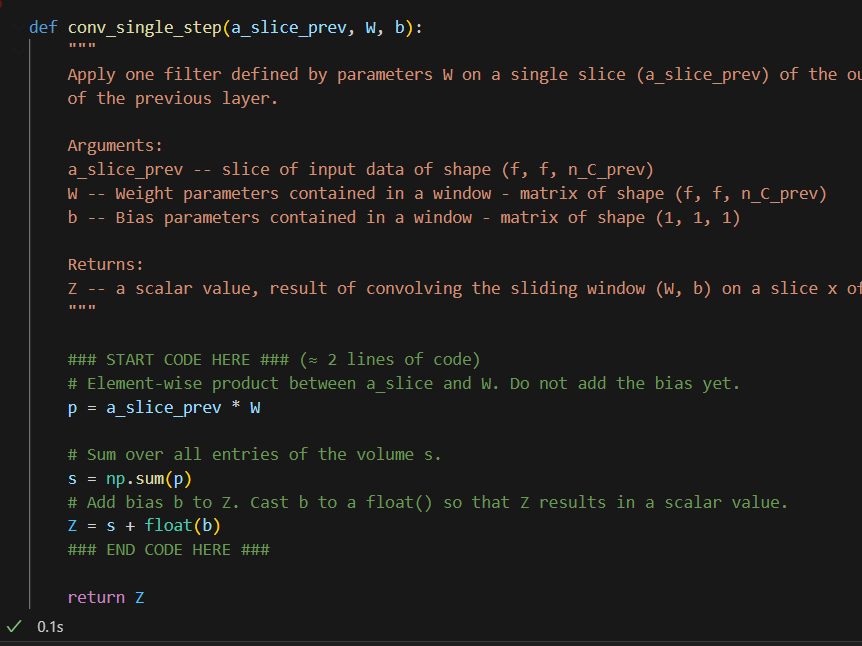 def conv_single_step(a_slice_prev, W, b):
    """
    Apply one filter defined by parameters W on a single slice (a_slice_prev) of the
    of the previous layer.

    Arguments:
    a_slice_prev -- slice of input data of shape (f, f, n_C_prev)
    W -- Weight parameters contained in a window - matrix of shape (f, f, n_C_prev)
    b -- Bias parameters contained in a window - matrix of shape (1, 1, 1)

    Returns:
    Z -- a scalar value, result of convolving the sliding window (W, b) on a slice x
    """

    ### START CODE HERE ### (≈ 2 lines of code)
    # Element-wise product between a_slice and W. Do not add the bias yet.
    p = a_slice_prev * W

    # Sum over all entries of the volume s.
    s = np.sum(p)
    # Add bias b to Z. Cast b to a float() so that Z results in a scalar value.
    Z = s + float(b)
    ### END CODE HERE ###

    return Z
0.1s